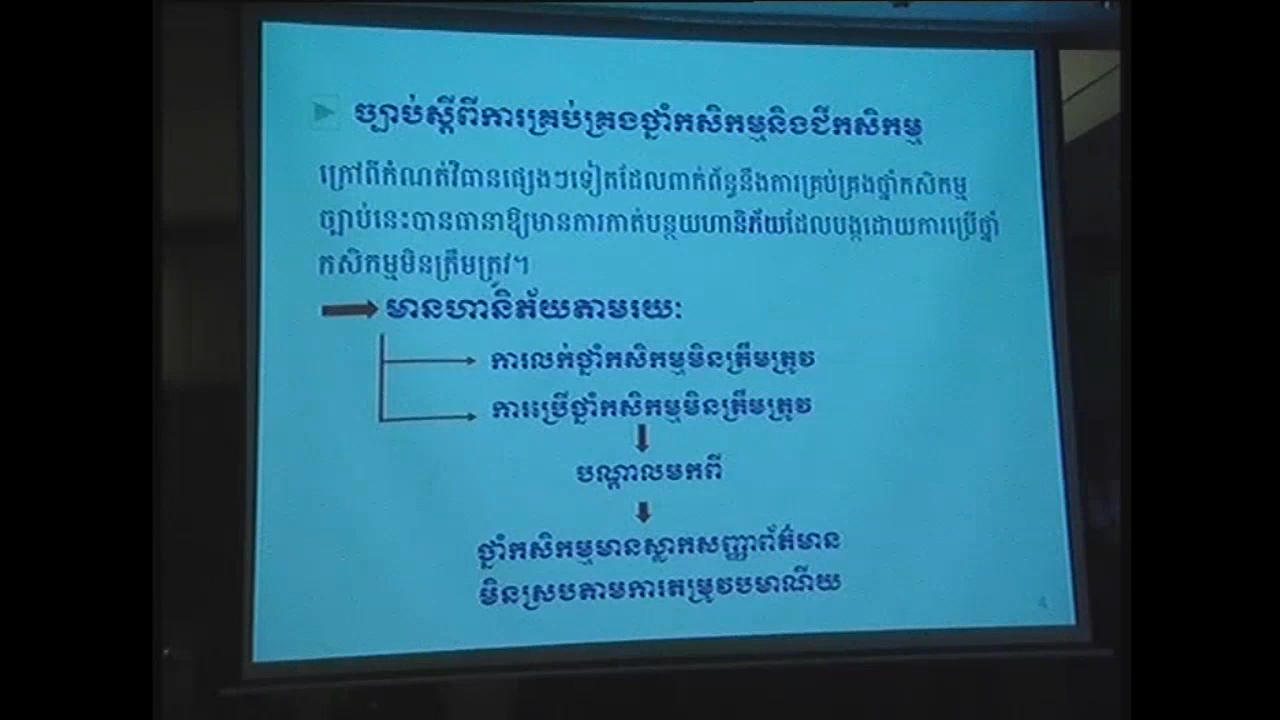 ច្បាប់ស្តីពីការគ្រប់គ្រងថ្នាំកសិកម្មនិងជីកសិកម្ម
ក្រៅពីកំណត់វិធានផ្សេងៗទៀតដែលពាក់ព័ន្ធនឹងការគ្រប់គ្រងថ្នាំកសិកម្ម
ច្បាប់នេះបានធានាឱ្យមានការកាត់បន្ថយហានិភ័យដែលបង្កដោយការប្រើថ្នាំ
កសិកម្មមិនត្រឹមត្រូវ។
មានហានិភ័យតាមរយៈ
ការលក់ថ្នាំកសិកម្មមិនត្រឹមត្រូវ
ការប្រើថ្នាំកសិកម្មមិនត្រឹមត្រូវ
បណ្តាលមកពី
ថ្នាំកសិកម្មមានស្លាកសញ្ញាព័ត៌មាន
មិនស្របតាមការតម្រូវបមាណីយ
4